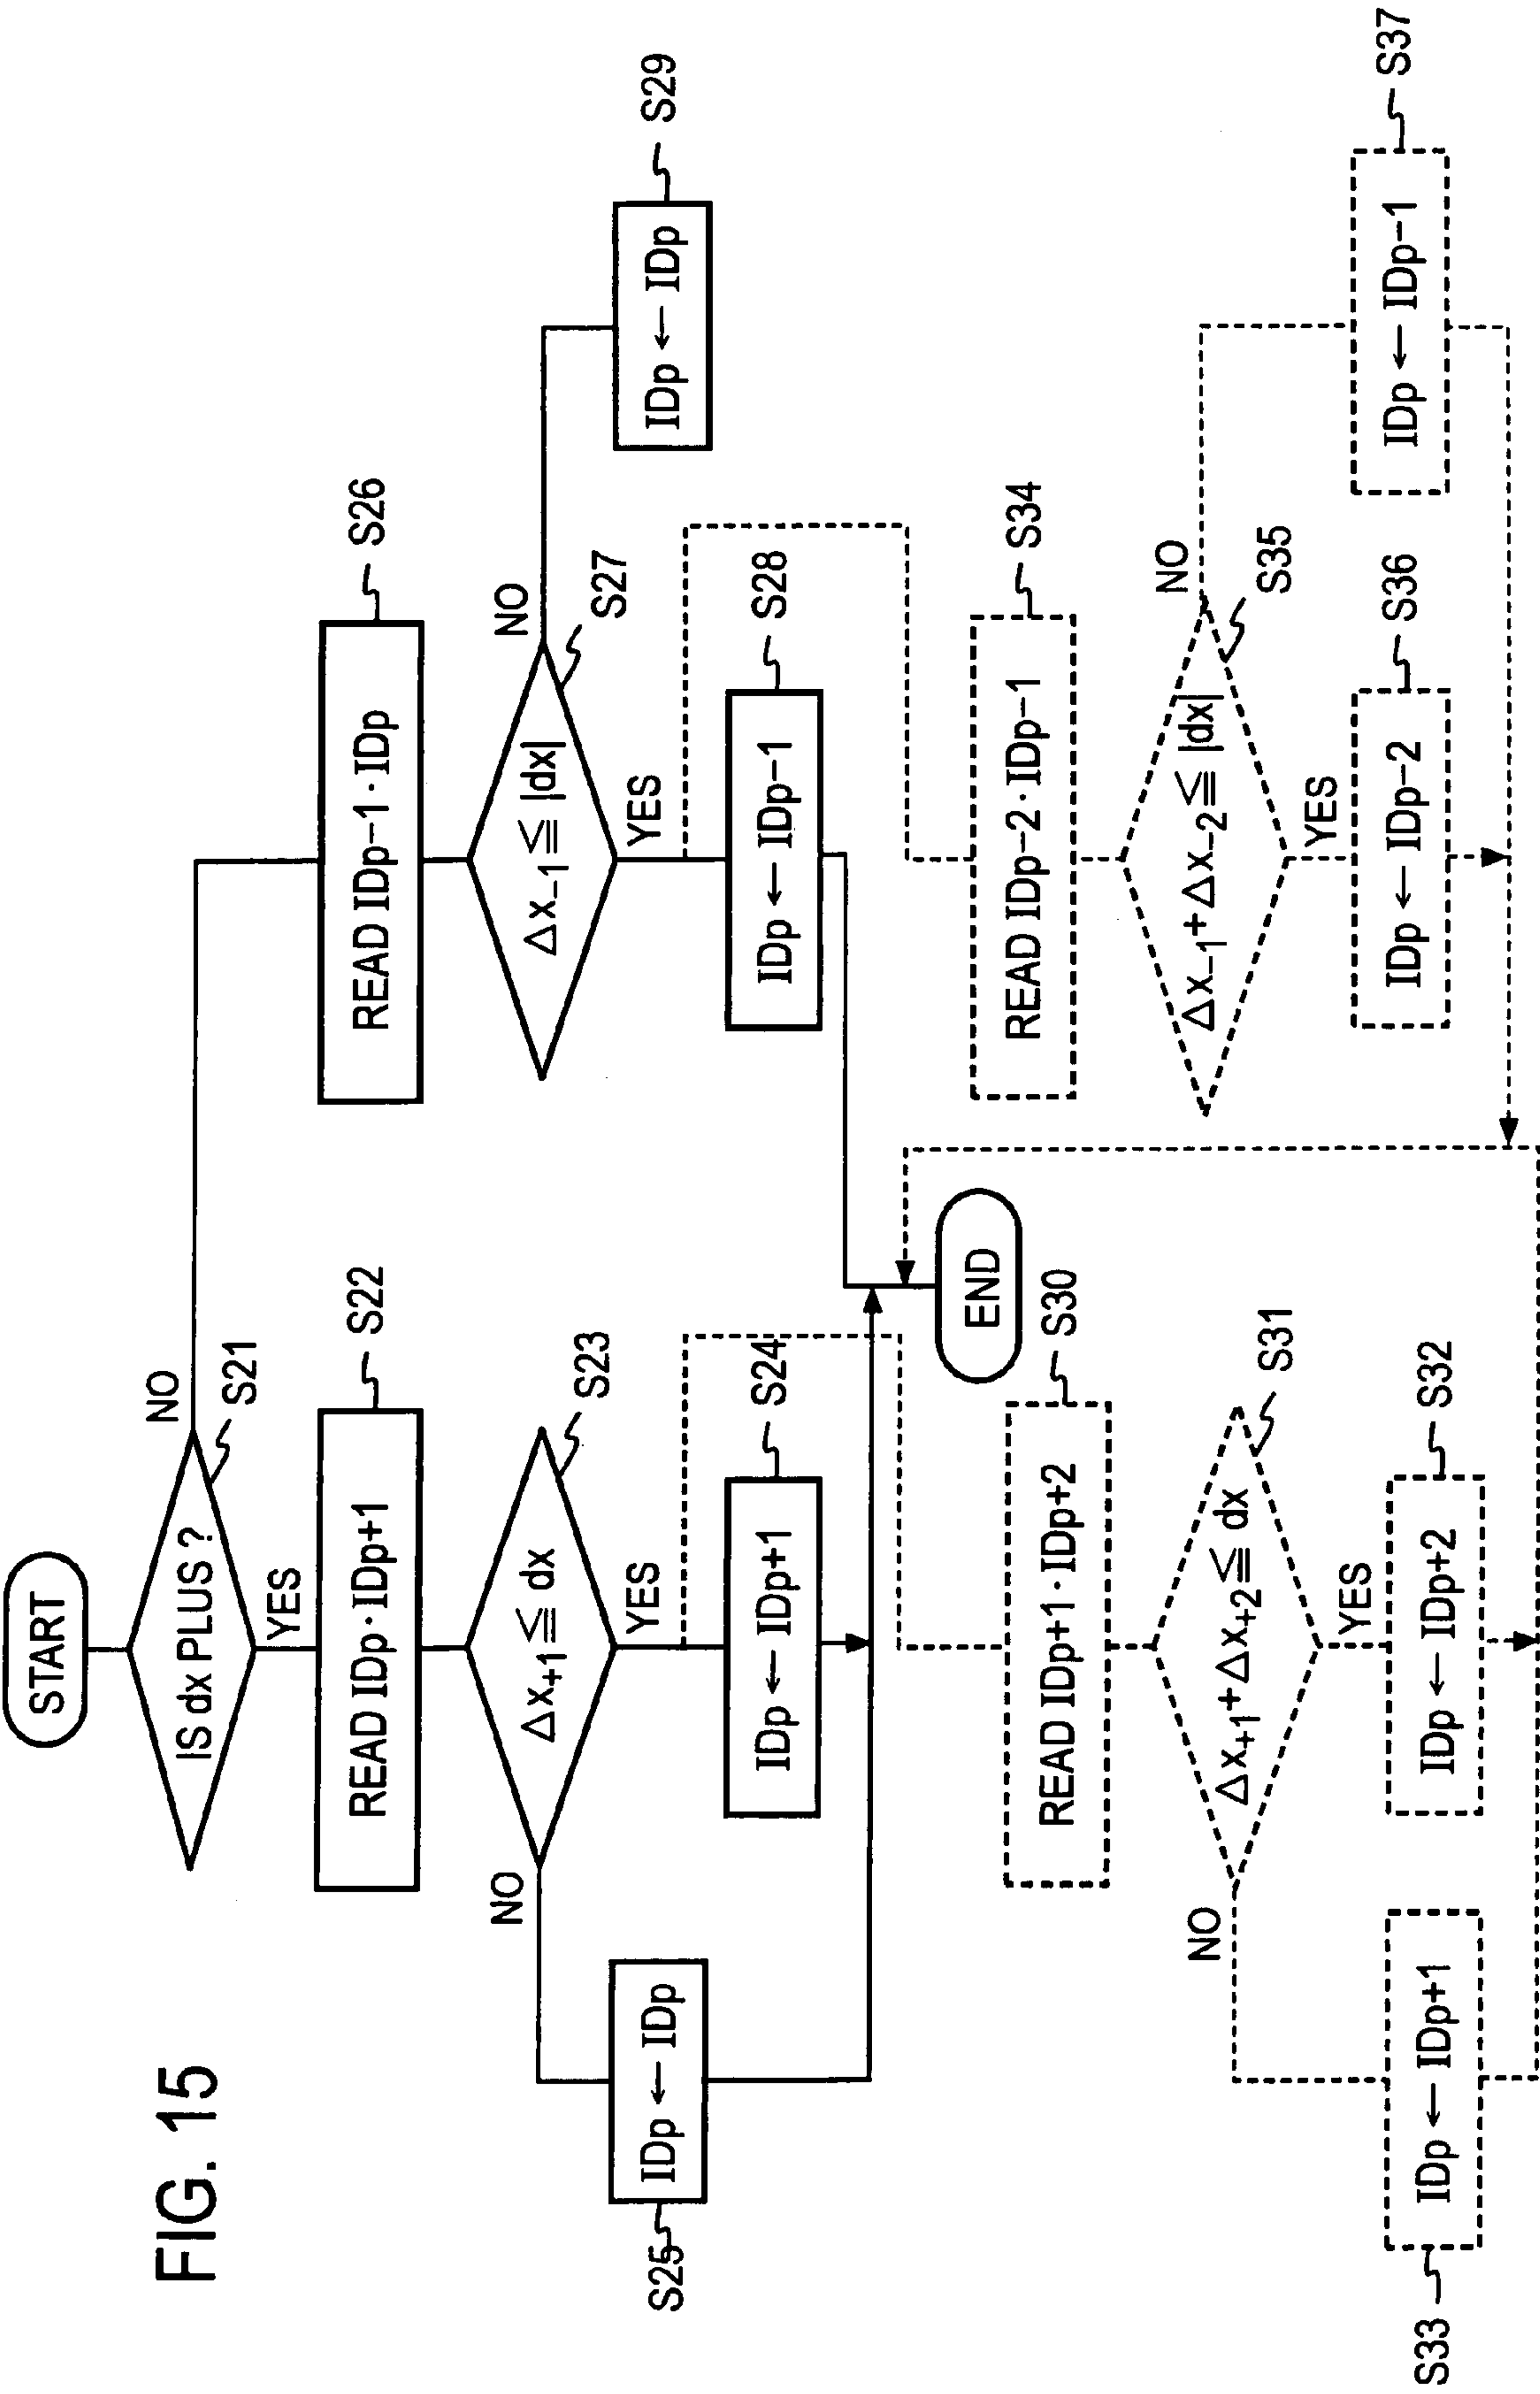 FIG. 15
START
IS dx PLUS ?
S21
NO
YES
READ IDp·IDp+1
S22
READ IDp−1·IDp
S26
Δx+1 ≦ dx
S23
NO
YES
Δx−1 ≦ |dx|
S27
NO
YES
IDp ← IDp
S25
IDp ← IDp+1
S24
IDp ← IDp−1
S28
IDp ← IDp
S29
END
READ IDp+1·IDp+2
S30
READ IDp−2·IDp−1
S34
Δx+1+Δx+2 ≦ dx
S31
NO
YES
Δx−1+Δx−2 ≦ |dx|
S35
NO
YES
IDp ← IDp+1
S33
IDp ← IDp+2
S32
IDp ← IDp−2
S36
IDp ← IDp−1
S37